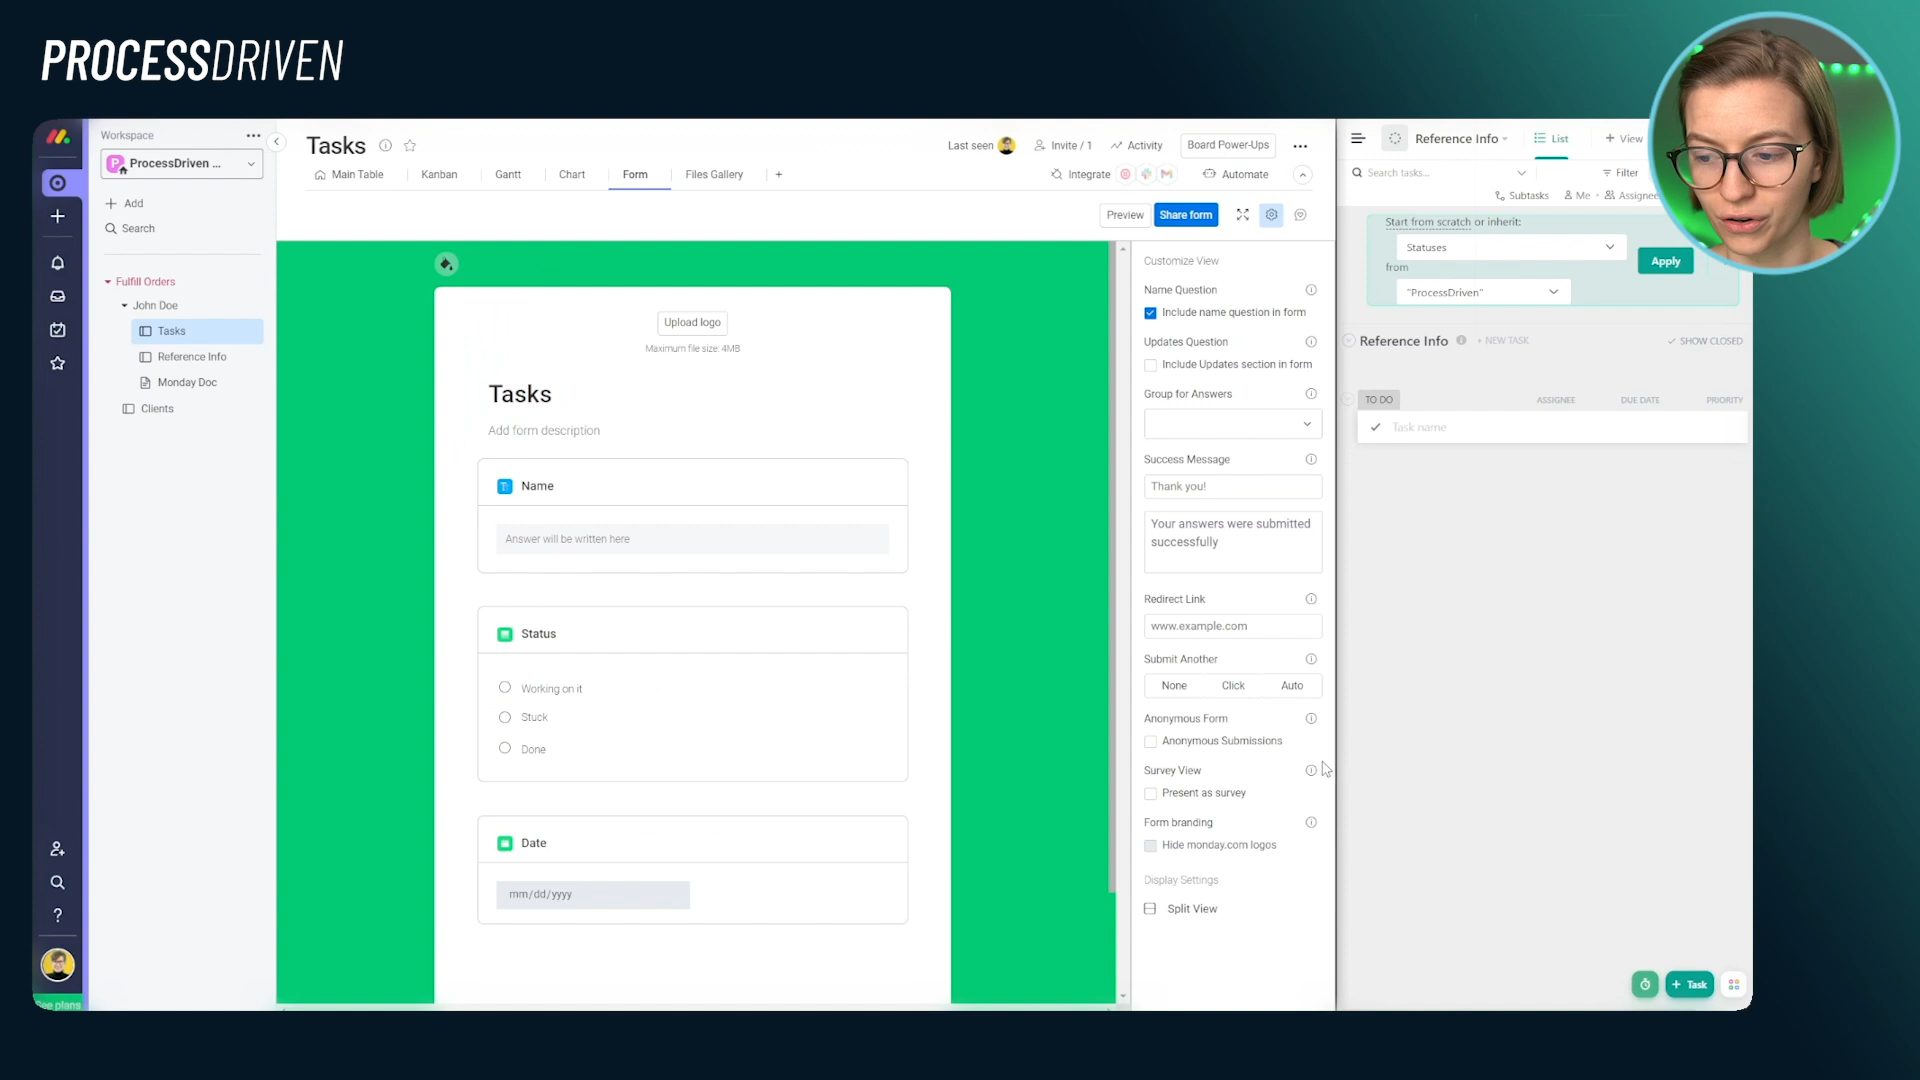 PROCESSDRIVEN
Workspace
ProcessDriven ...
Add
Search
Fulfill Orders
John Doe
Tasks
Reference Info
Monday Doc
Clients
See plans
Tasks
Last seen
Invite / 1
Activity
Board Power-Ups
Main Table
Kanban
Gantt
Chart
Form
Files Gallery
+
Integrate
Automate
Preview
Share form
Upload logo
Maximum file size: 4MB
Tasks
Add form description
Name
Answer will be written here
Status
Working on it
Stuck
Done
Date
mm/dd/yyyy
Customize View
Name Question
Include name question in form
Updates Question
Include Updates section in form
Group for Answers
Success Message
Thank you!
Your answers were submitted
successfully
Redirect Link
www.example.com
Submit Another
None
Click
Auto
Anonymous Form
Anonymous Submissions
Survey View
Present as survey
Form branding
Hide monday.com logos
Display Settings
Split View
Reference Info
List
+ View
Search tasks...
Filter
Subtasks
Me
Assignee
Start from scratch or inherit:
Statuses
from
"ProcessDriven"
Apply
Reference Info
+ NEW TASK
SHOW CLOSED
TO DO
ASSIGNEE
DUE DATE
PRIORITY
Task name
+ Task